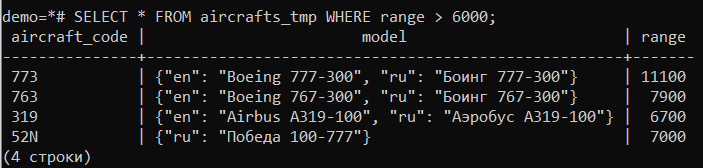 demo=*# SELECT * FROM aircrafts_tmp WHERE range > 6000;
 aircraft_code |                          model                          | range
---------------+---------------------------------------------------------+-------
 773           | {"en": "Boeing 777-300", "ru": "Боинг 777-300"}         | 11100
 763           | {"en": "Boeing 767-300", "ru": "Боинг 767-300"}         |  7900
 319           | {"en": "Airbus A319-100", "ru": "Аэробус A319-100"}     |  6700
 52N           | {"ru": "Победа 100-777"}                                |  7000
(4 строки)